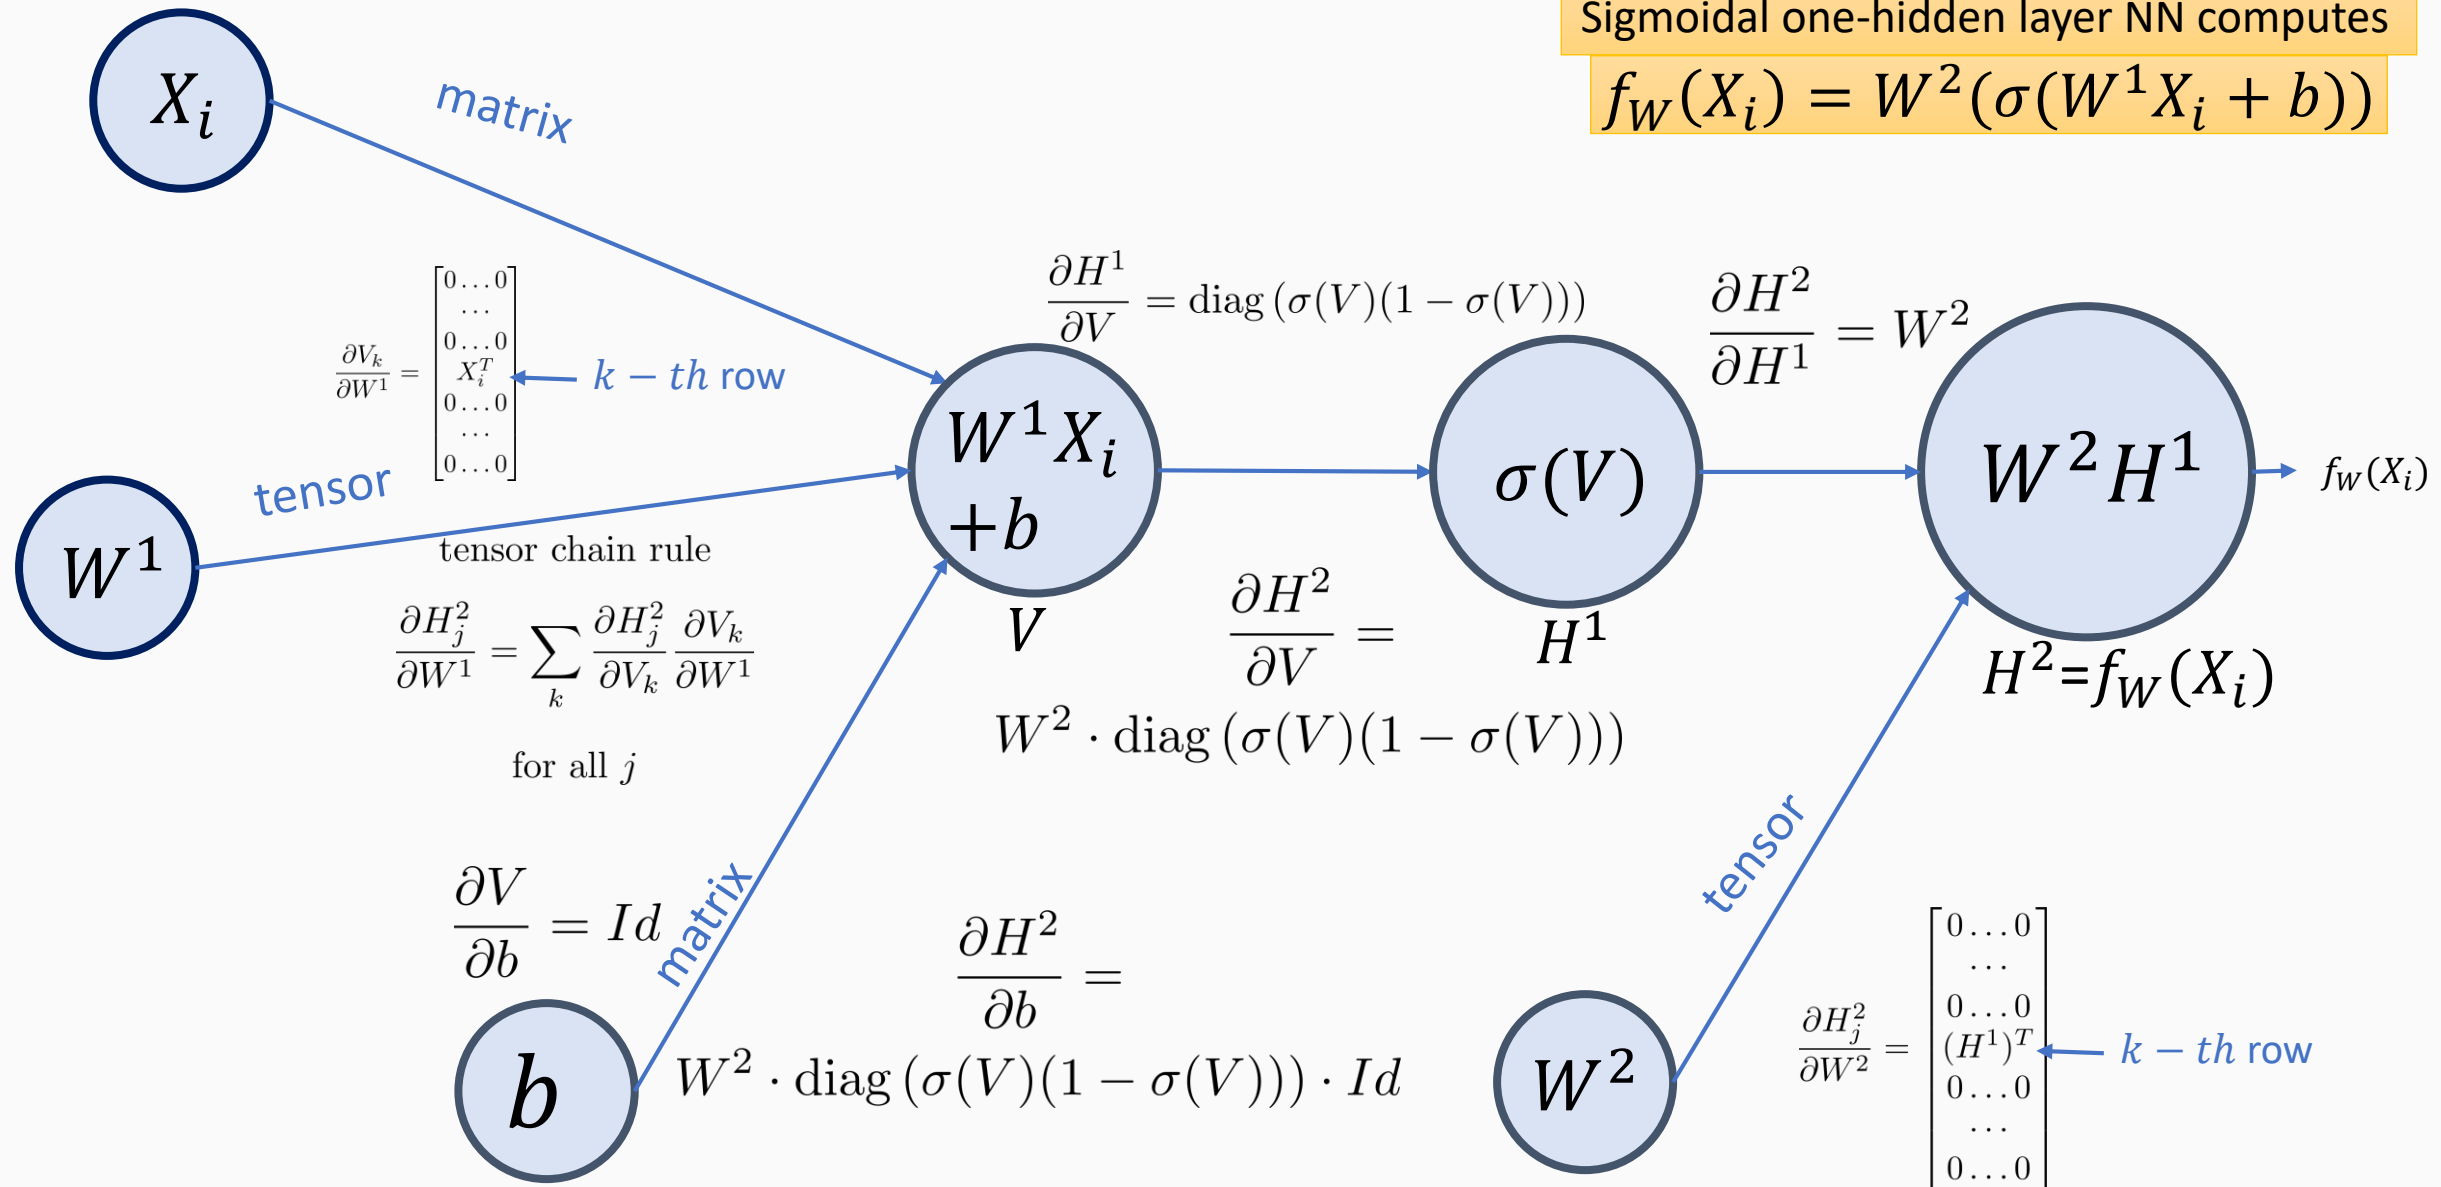 Sigmoidal one-hidden layer NN computes
f_W(X_i) = W^2(σ(W^1X_i + b))
X_i
matrix
∂V_k/∂W^1 = [0…0
…
0…0
X_i^T
0…0
…
0…0]
k − th row
∂H^1/∂V = diag (σ(V)(1 − σ(V)))
∂H^2/∂H^1 = W^2
W^1
tensor
W^1X_i
+b
V
σ(V)
H^1
W^2H^1
H^2=f_W(X_i)
f_W(X_i)
tensor chain rule
∂H_j^2/∂W^1 = ∑_k ∂H_j^2/∂V_k ∂V_k/∂W^1
for all j
∂H^2/∂V =
W^2 · diag (σ(V)(1 − σ(V)))
∂V/∂b = Id
matrix
b
∂H^2/∂b =
W^2 · diag (σ(V)(1 − σ(V))) · Id
tensor
W^2
∂H_j^2/∂W^2 = [0…0
…
0…0
(H^1)^T
0…0
…
0…0]
k − th row